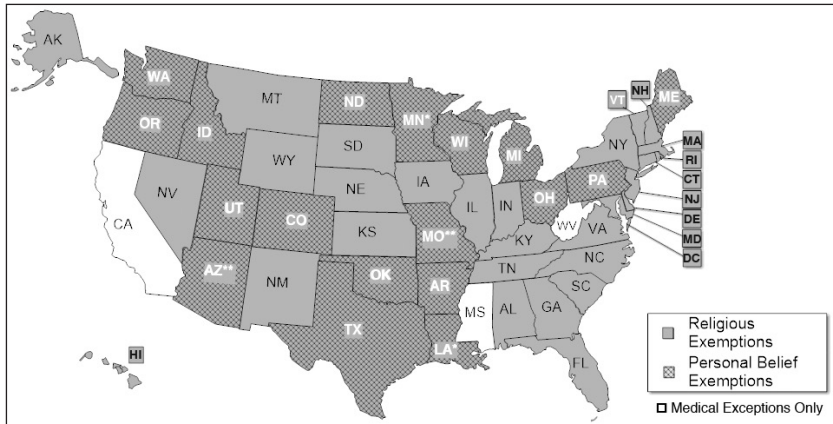 AK
WA
MT
ND
MN*
VT
NH
ME
OR
ID
WY
SD
WI
MI
NY
MA
RI
CT
NJ
DE
MD
DC
CA
NV
UT
CO
NE
IA
IL
IN
OH
PA
WV
VA
KS
MO**
KY
AZ**
NM
OK
AR
TN
NC
SC
TX
LA*
MS
AL
GA
FL
HI
Religious
Exemptions
Personal Belief
Exemptions
Medical Exceptions Only